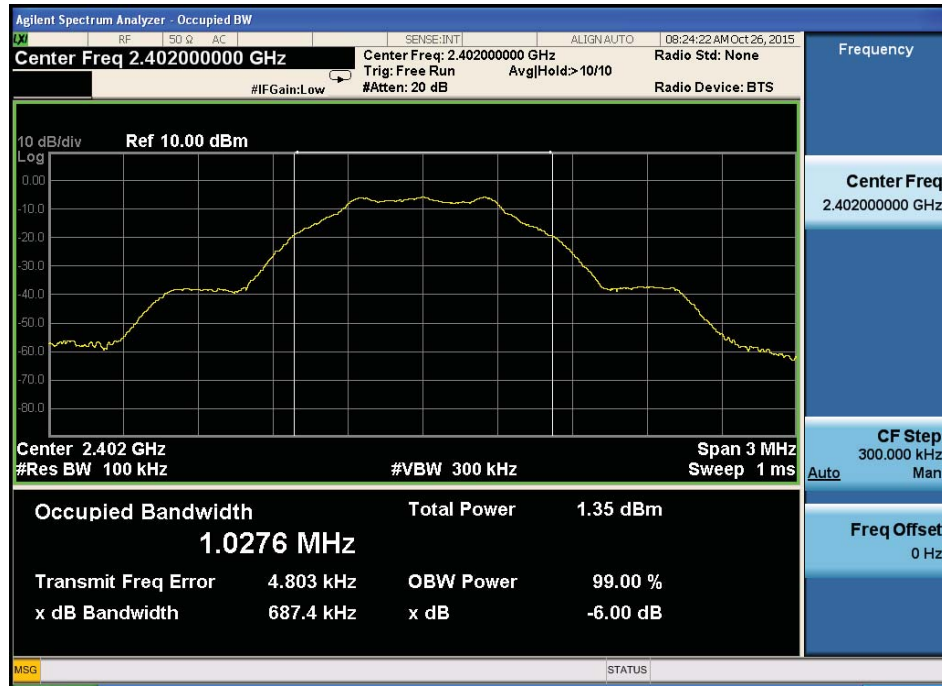 Agilent Spectrum Analyzer - Occupied BW
LXI RF 50 Ω AC SENSE:INT ALIGN AUTO 08:24:22 AM Oct 26, 2015
Center Freq 2.402000000 GHz
Center Freq: 2.402000000 GHz
Radio Std: None
Trig: Free Run Avg|Hold:> 10/10
#IFGain:Low
#Atten: 20 dB
Radio Device: BTS
10 dB/div Ref 10.00 dBm
Log
0.00
-10.0
-20.0
-30.0
-40.0
-50.0
-60.0
-70.0
-80.0
Center 2.402 GHz Span 3 MHz
#Res BW 100 kHz #VBW 300 kHz Sweep 1 ms
Occupied Bandwidth Total Power 1.35 dBm
1.0276 MHz
Transmit Freq Error 4.803 kHz OBW Power 99.00 %
x dB Bandwidth 687.4 kHz x dB -6.00 dB
MSG STATUS
Frequency
Center Freq
2.402000000 GHz
CF Step
300.000 kHz
Auto Man
Freq Offset
0 Hz